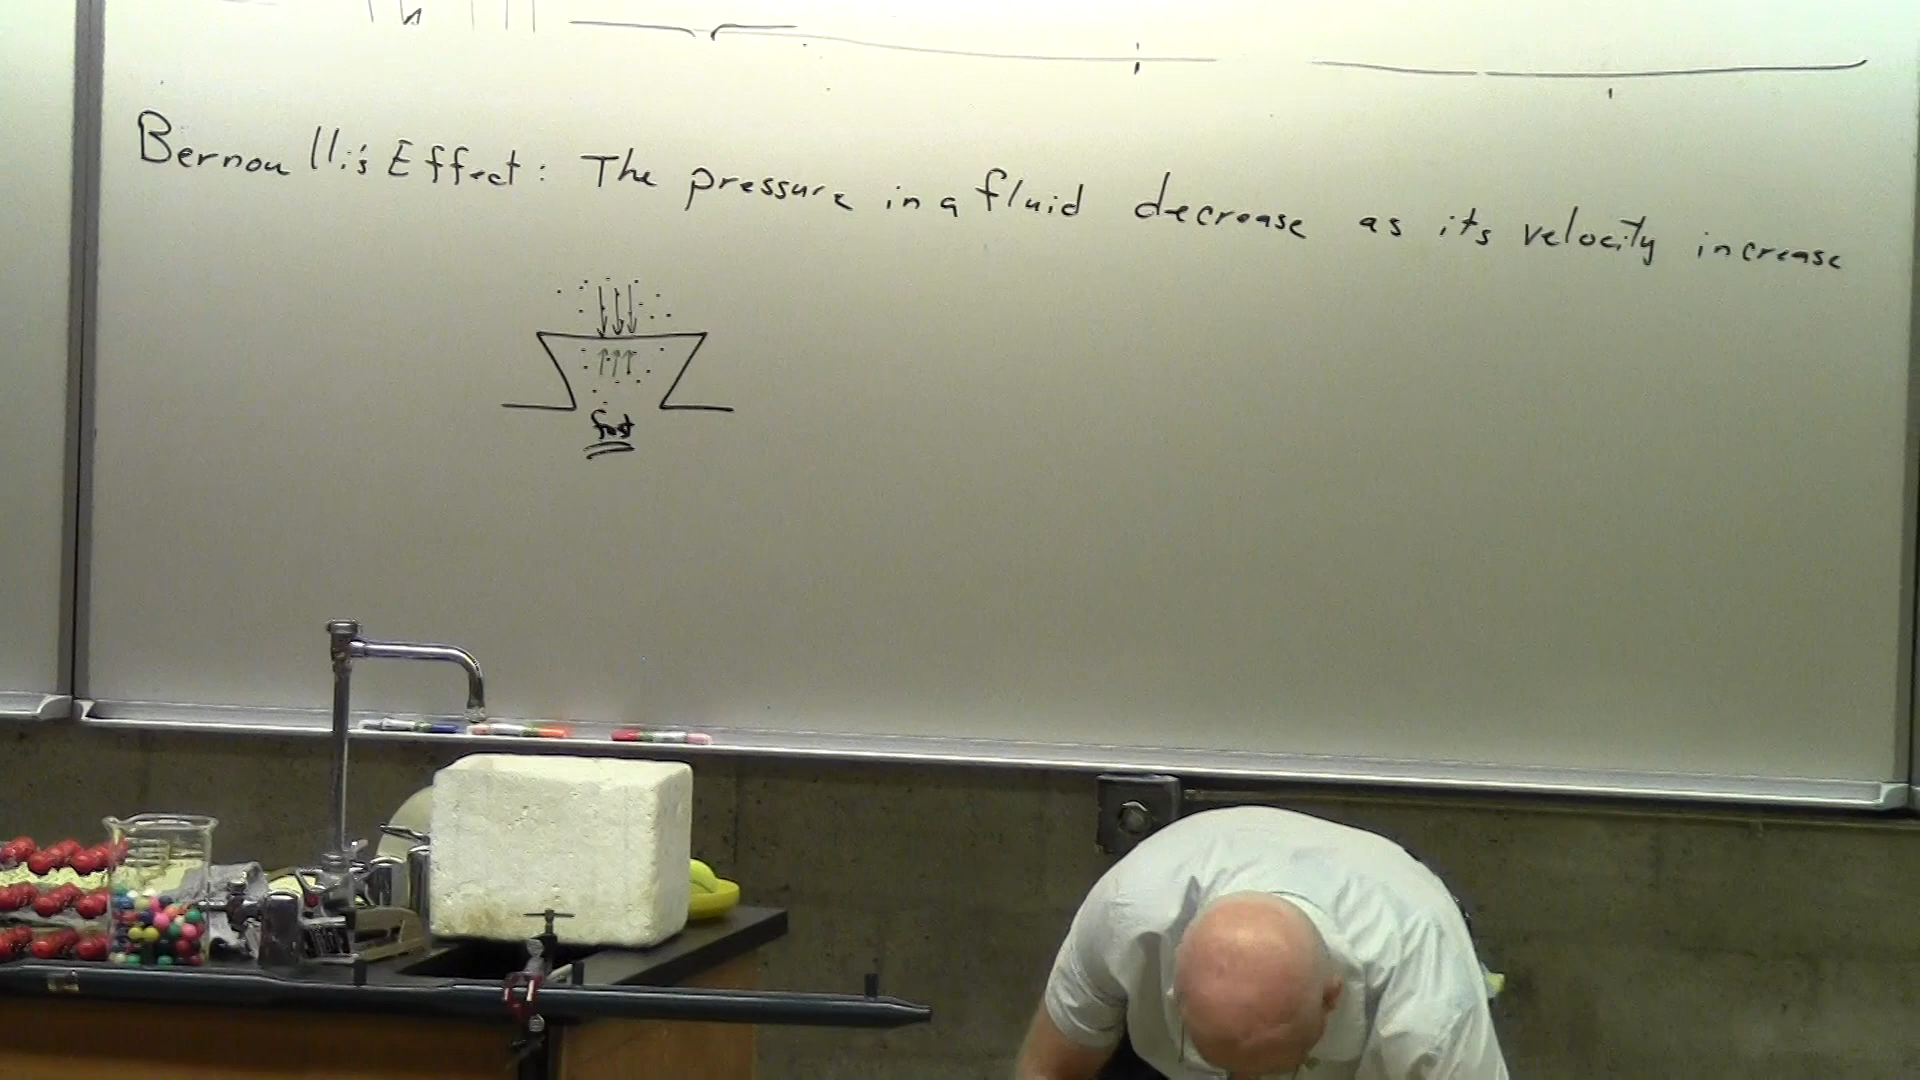 Bernoulli's Effect: The pressure in a fluid decrease as its velocity increase
fast